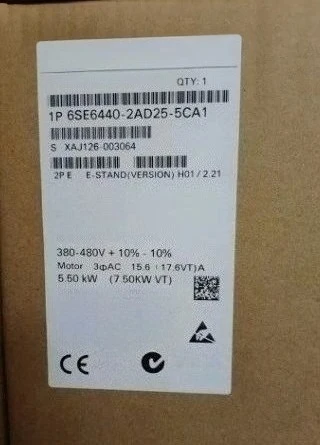 QTY: 1
1P 6SE6440-2AD25-5CA1
S XAJ126-003064
2P E E-STAND(VERSION) H01 / 2.21
380-480V + 10% - 10%
Motor 3φAC 15.6 (17.6VT)A
5.50 kW (7.50KW VT)
CE